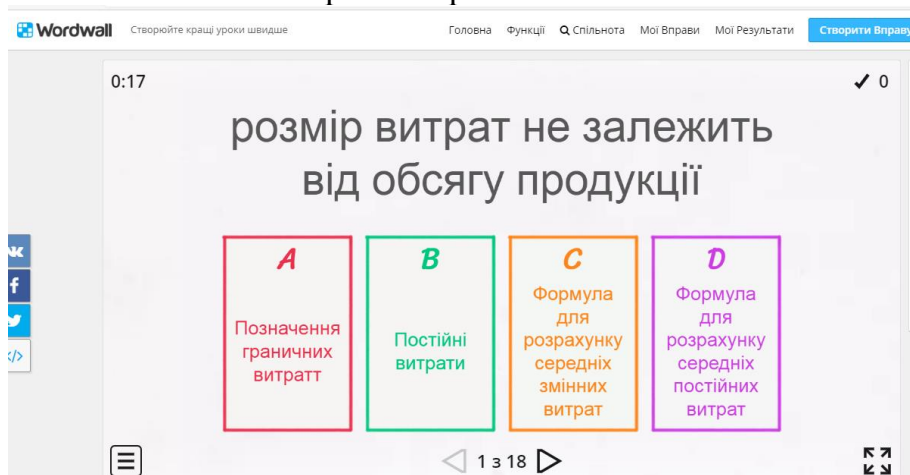 Wordwall Створюйте кращі уроки швидше Головна Функції Спільнота Мої Вправи Мої Результати Створити Вправу
0:17 ✓ 0
розмір витрат не залежить
від обсягу продукції
A
Позначення
граничних
витратт
B
Постійні
витрати
C
Формула
для
розрахунку
середніх
змінних
витрат
D
Формула
для
розрахунку
середніх
постійних
витрат
1 з 18